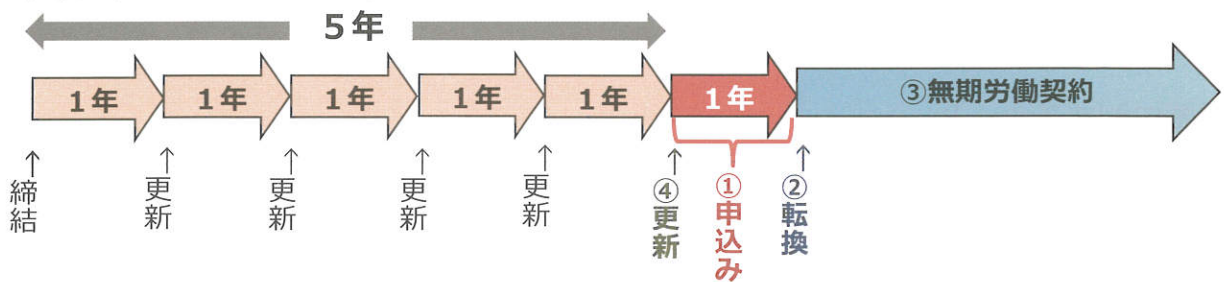 5年
1年
1年
1年
1年
1年
1年
③無期労働契約
↑締結
↑更新
↑更新
↑更新
↑更新
↑④更新
①申込み
↑②転換